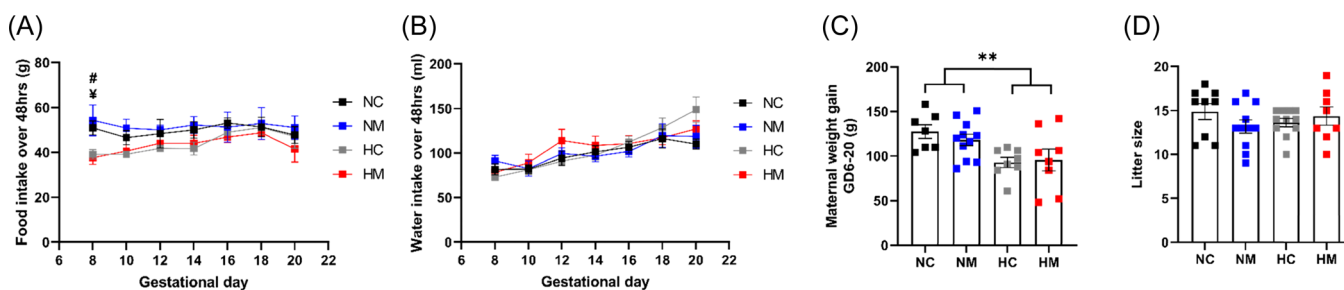 (A)
Food intake over 48hrs (g)
80
60
40
20
0
#
¥
6 8 10 12 14 16 18 20 22
Gestational day
NC
NM
HC
HM
(B)
Water intake over 48hrs (ml)
200
150
100
50
0
6 8 10 12 14 16 18 20 22
Gestational day
NC
NM
HC
HM
(C)
Maternal weight gain
GD6-20 (g)
200
150
100
50
0
**
NC NM HC HM
(D)
Litter size
20
15
10
5
0
NC NM HC HM